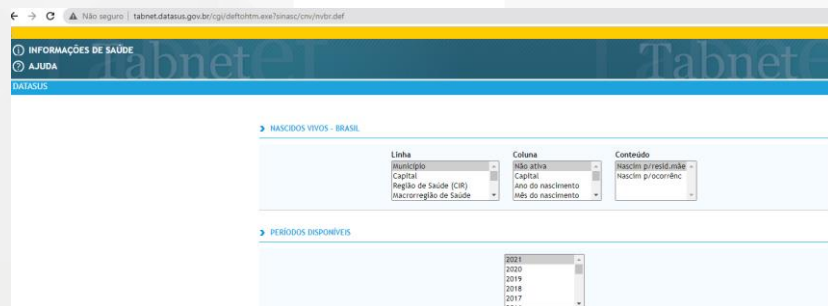 Não seguro | tabnet.datasus.gov.br/cgi/deftohtm.exe?sinasc/cnv/nvbr.def
INFORMAÇÕES DE SAÚDE
AJUDA
Tabnet
Tabnet
DATASUS
NASCIDOS VIVOS - BRASIL
Linha
Município
Capital
Região de Saúde (CIR)
Macrorregião de Saúde
Coluna
Não ativa
Capital
Ano do nascimento
Mês do nascimento
Conteúdo
Nascim p/resid.mãe
Nascim p/ocorrênc
PERÍODOS DISPONÍVEIS
2021
2020
2019
2018
2017